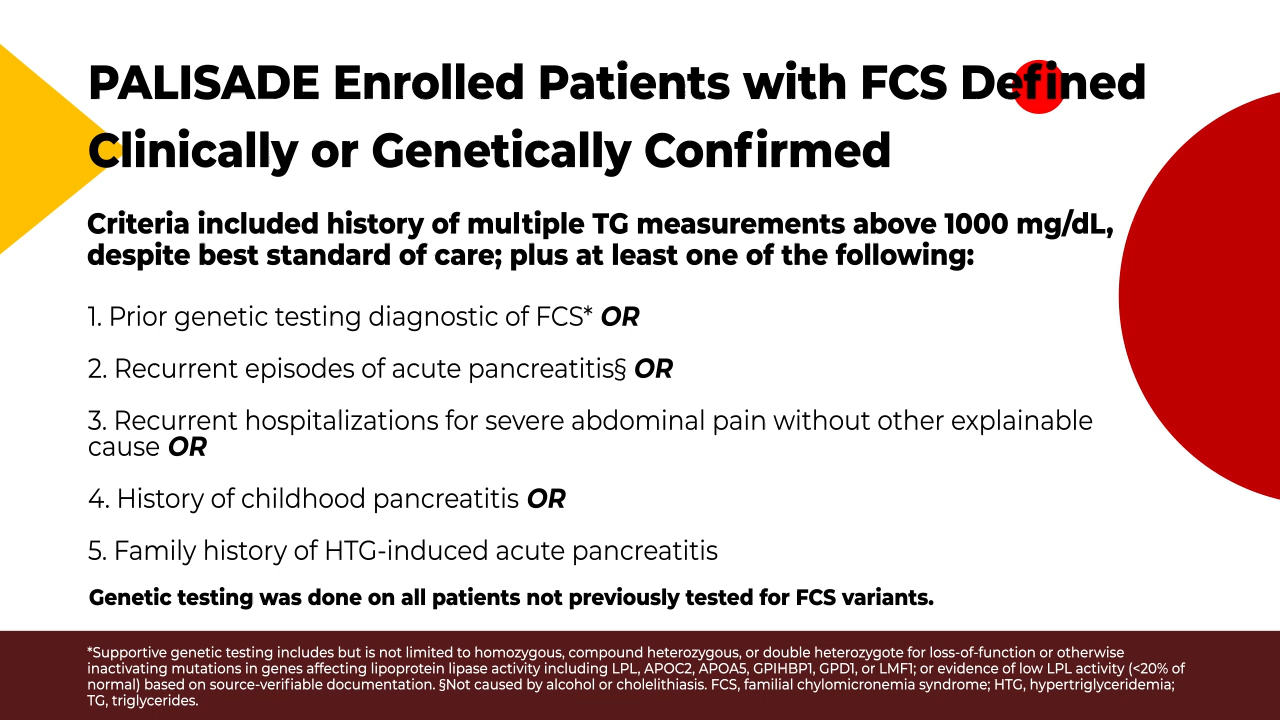 PALISADE Enrolled Patients with FCS Defined
Clinically or Genetically Confirmed
Criteria included history of multiple TG measurements above 1000 mg/dL,
despite best standard of care; plus at least one of the following:
1. Prior genetic testing diagnostic of FCS* OR
2. Recurrent episodes of acute pancreatitis§ OR
3. Recurrent hospitalizations for severe abdominal pain without other explainable
cause OR
4. History of childhood pancreatitis OR
5. Family history of HTG-induced acute pancreatitis
Genetic testing was done on all patients not previously tested for FCS variants.
*Supportive genetic testing includes but is not limited to homozygous, compound heterozygous, or double heterozygote for loss-of-function or otherwise
inactivating mutations in genes affecting lipoprotein lipase activity including LPL, APOC2, APOA5, GPIHBP1, GPD1, or LMF1; or evidence of low LPL activity (<20% of
normal) based on source-verifiable documentation. §Not caused by alcohol or cholelithiasis. FCS, familial chylomicronemia syndrome; HTG, hypertriglyceridemia;
TG, triglycerides.